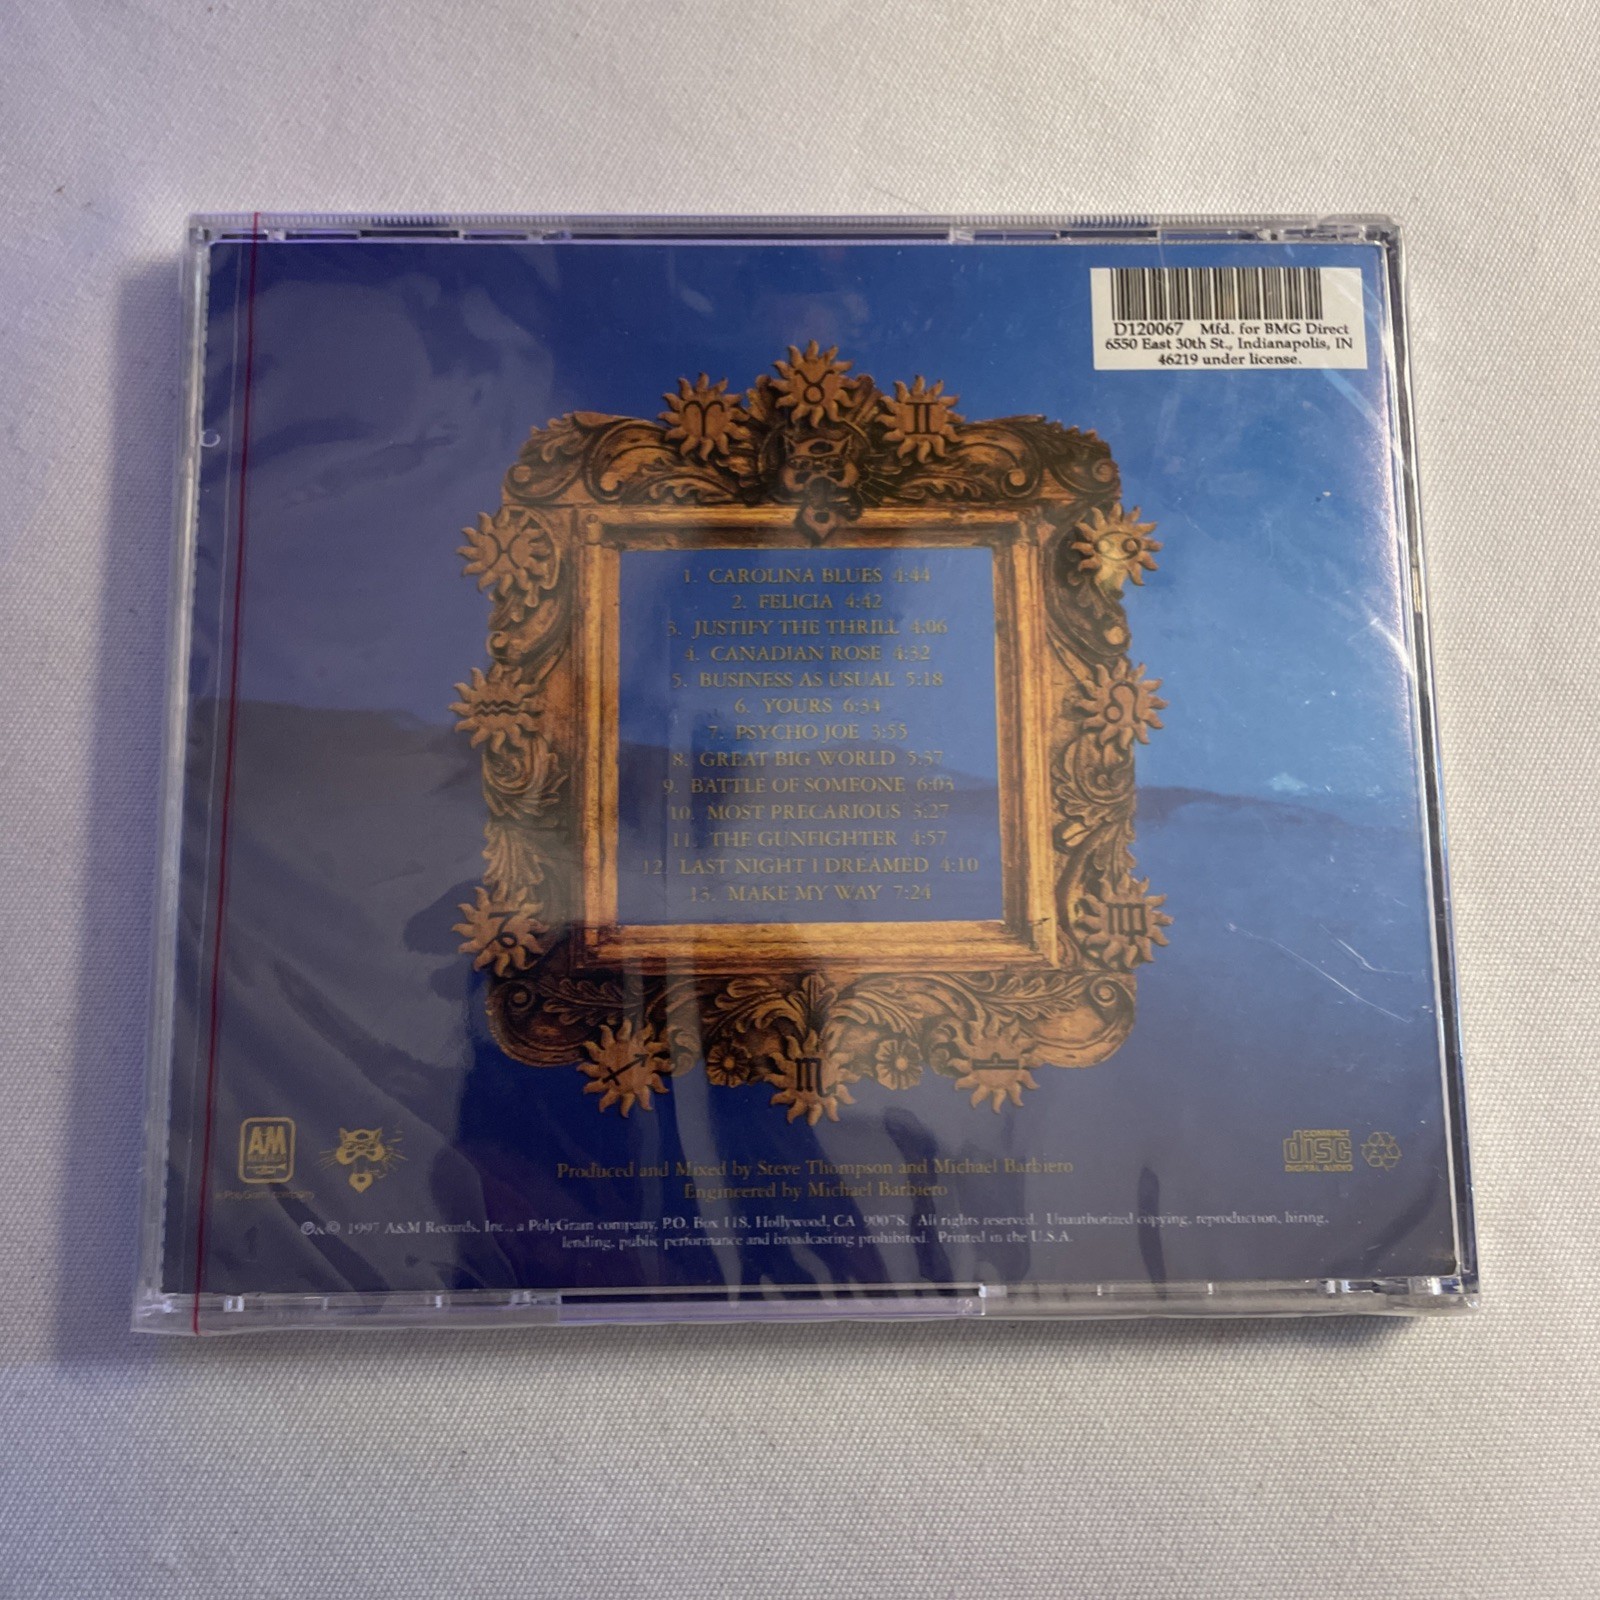 D120067 Mfd. for BMG Direct
6550 East 30th St., Indianapolis, IN
46219 under license.
1. CAROLINA BLUES 4:44
2. FELICIA 4:42
3. JUSTIFY THE THRILL 4:06
4. CANADIAN ROSE 4:32
5. BUSINESS AS USUAL 5:18
6. YOURS 6:34
7. PSYCHO JOE 3:55
8. GREAT BIG WORLD 5:37
9. BATTLE OF SOMEONE 6:03
10. MOST PRECARIOUS 3:27
11. THE GUNFIGHTER 4:57
12. LAST NIGHT I DREAMED 4:10
13. MAKE MY WAY 7:24
A&M
RECORDS
a PolyGram company
COMPACT
disc
DIGITAL AUDIO
Produced and Mixed by Steve Thompson and Michael Barbiero
Engineered by Michael Barbiero
℗&© 1997 A&M Records, Inc., a PolyGram company, P.O. Box 118, Hollywood, CA 90078. All rights reserved. Unauthorized copying, reproduction, hiring,
lending, public performance and broadcasting prohibited. Printed in the U.S.A.